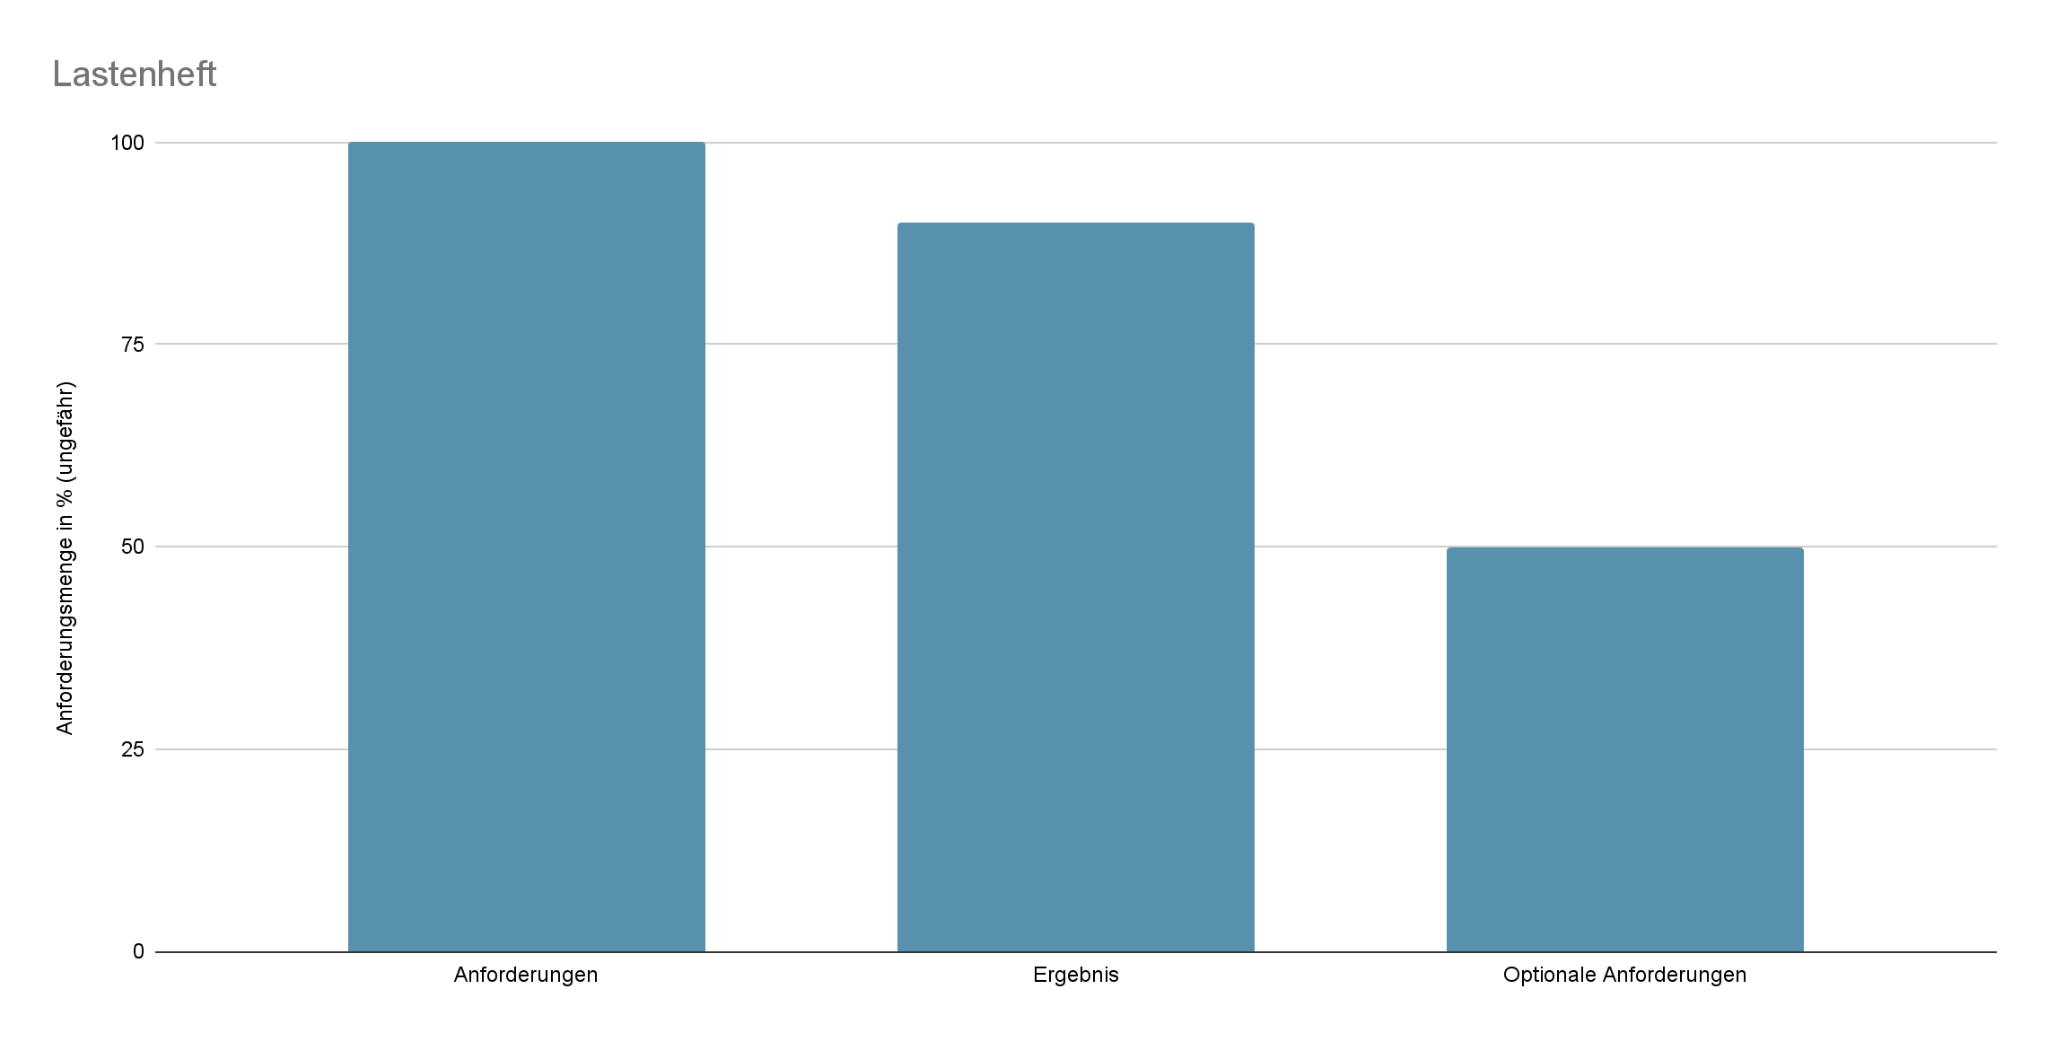 Lastenheft
Anforderungsmenge in % (ungefähr)
100
75
50
25
0
Anforderungen
Ergebnis
Optionale Anforderungen